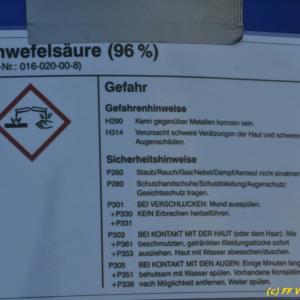 hwefelsäure (96 %)
-Nr.: 016-020-00-8)
Gefahr
Gefahrenhinweise
H290 Kann gegenüber Metallen korrosiv sein.
H314 Verursacht schwere Verätzungen der Haut und schwere
Augenschäden.
Sicherheitshinweise
P260 Staub/Rauch/Gas/Nebel/Dampf/Aerosol nicht einatmen
P280 Schutzhandschuhe/Schutzkleidung/Augenschutz/
Gesichtsschutz tragen.
P301 BEI VERSCHLUCKEN: Mund ausspülen.
+P330 KEIN Erbrechen herbeiführen.
+P331
P303 BEI KONTAKT MIT DER HAUT (oder dem Haar): Alle
+P361 beschmutzten, getränkten Kleidungsstücke sofort
+P353 ausziehen. Haut mit Wasser abwaschen/duschen.
P305 BEI KONTAKT MIT DEN AUGEN: Einige Minuten lang
+P351 behutsam mit Wasser spülen. Vorhandene Kontaktlinsen
+P338 nach Möglichkeit entfernen. Weiter spülen.
(c) FF V